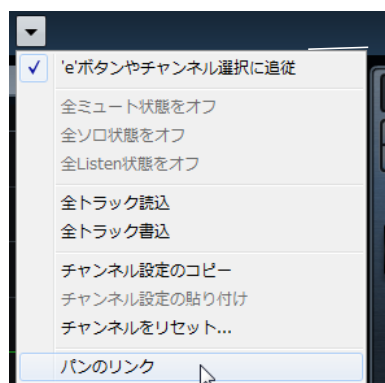 'e'ボタンやチャンネル選択に追従
全ミュート状態をオフ
全ソロ状態をオフ
全Listen状態をオフ
全トラック読込
全トラック書込
チャンネル設定のコピー
チャンネル設定の貼り付け
チャンネルをリセット...
パンのリンク